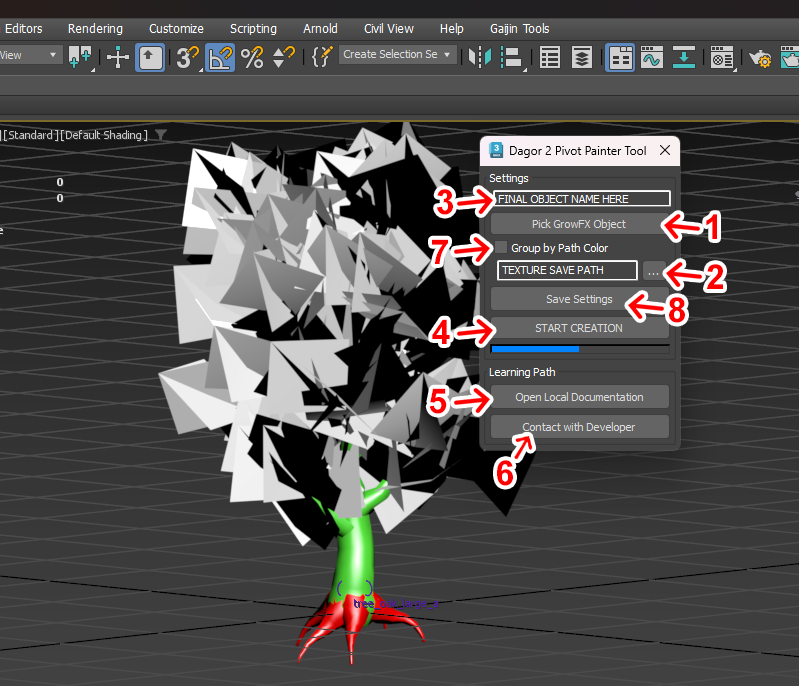 Editors Rendering Customize Scripting Arnold Civil View Help Gaijin Tools
View 3 % Create Selection Se
[Standard] [Default Shading]
0
0
e
3 Dagor 2 Pivot Painter Tool
Settings
3 FINAL OBJECT NAME HERE
Pick GrowFX Object 1
7 Group by Path Color
TEXTURE SAVE PATH ... 2
Save Settings 8
4 START CREATION
Learning Path
5 Open Local Documentation
Contact with Developer
6